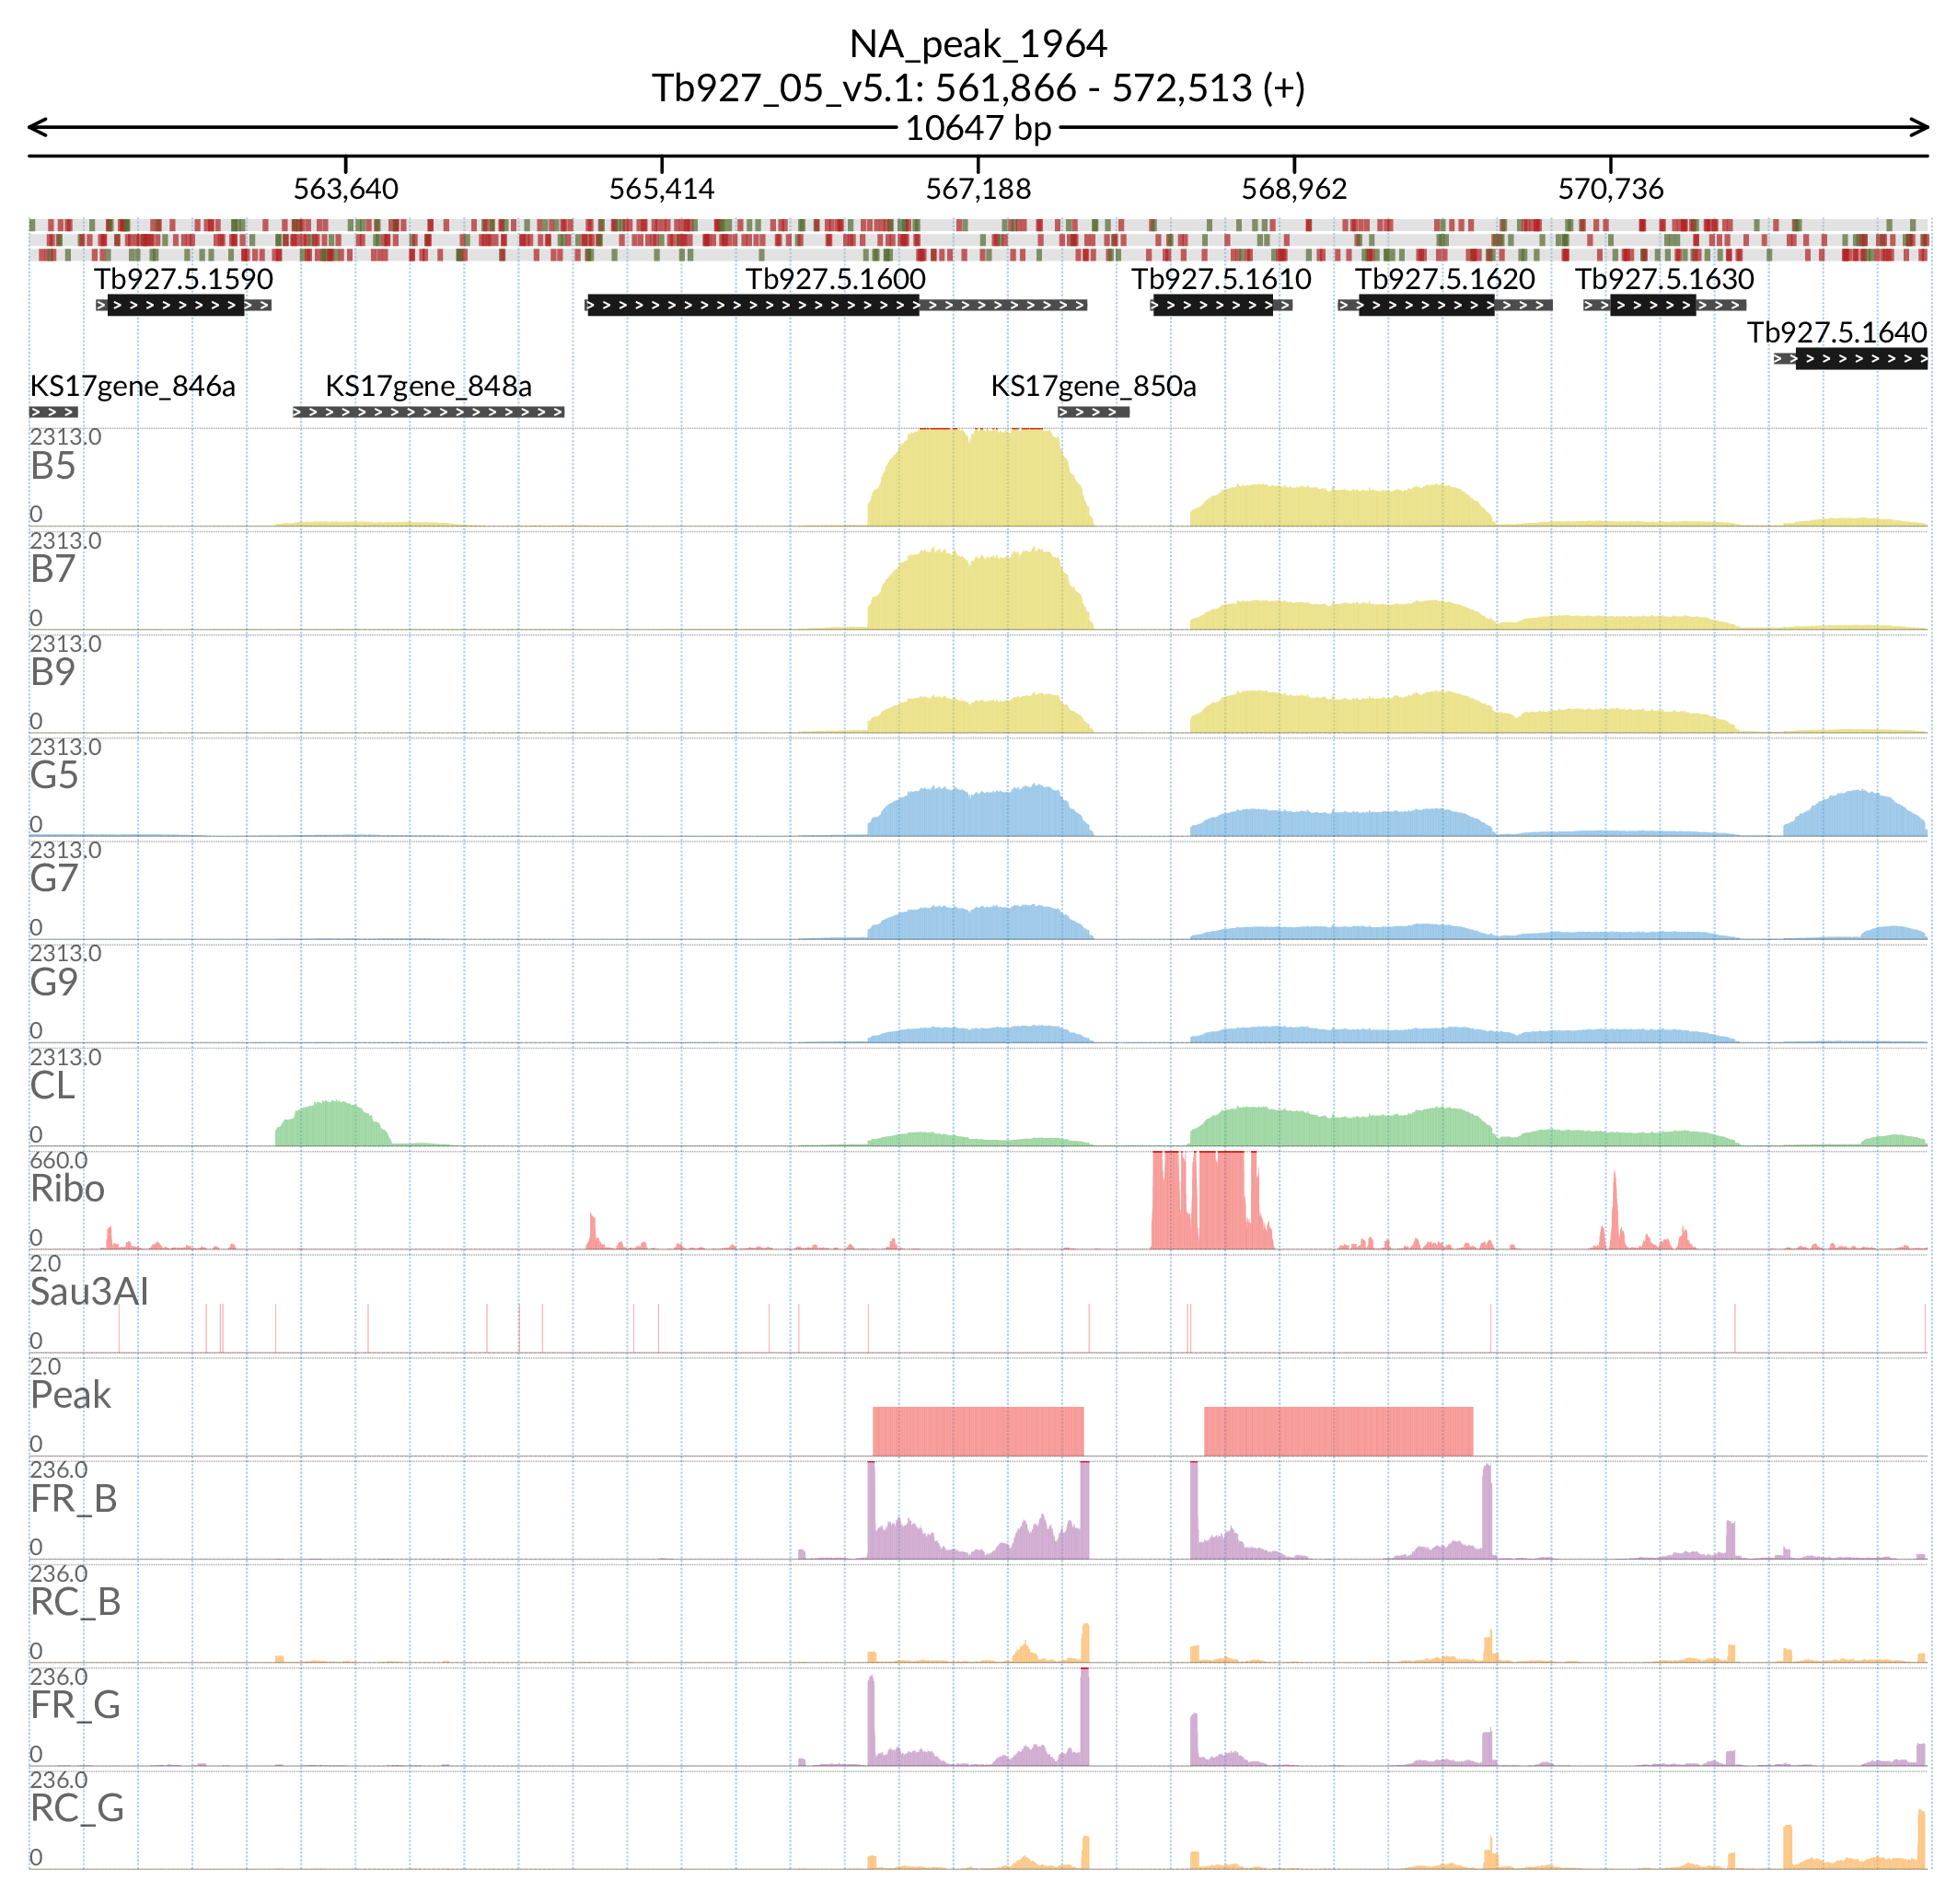 NA_peak_1964
Tb927_05_v5.1: 561,866 - 572,513 (+)
10647 bp
563,640 565,414 567,188 568,962 570,736
Tb927.5.1590 Tb927.5.1600 Tb927.5.1610 Tb927.5.1620 Tb927.5.1630
Tb927.5.1640
KS17gene_846a KS17gene_848a KS17gene_850a
2313.0
B5
0
2313.0
B7
0
2313.0
B9
0
2313.0
G5
0
2313.0
G7
0
2313.0
G9
0
2313.0
CL
0
660.0
Ribo
0
2.0
Sau3AI
0
2.0
Peak
0
236.0
FR_B
0
236.0
RC_B
0
236.0
FR_G
0
236.0
RC_G
0